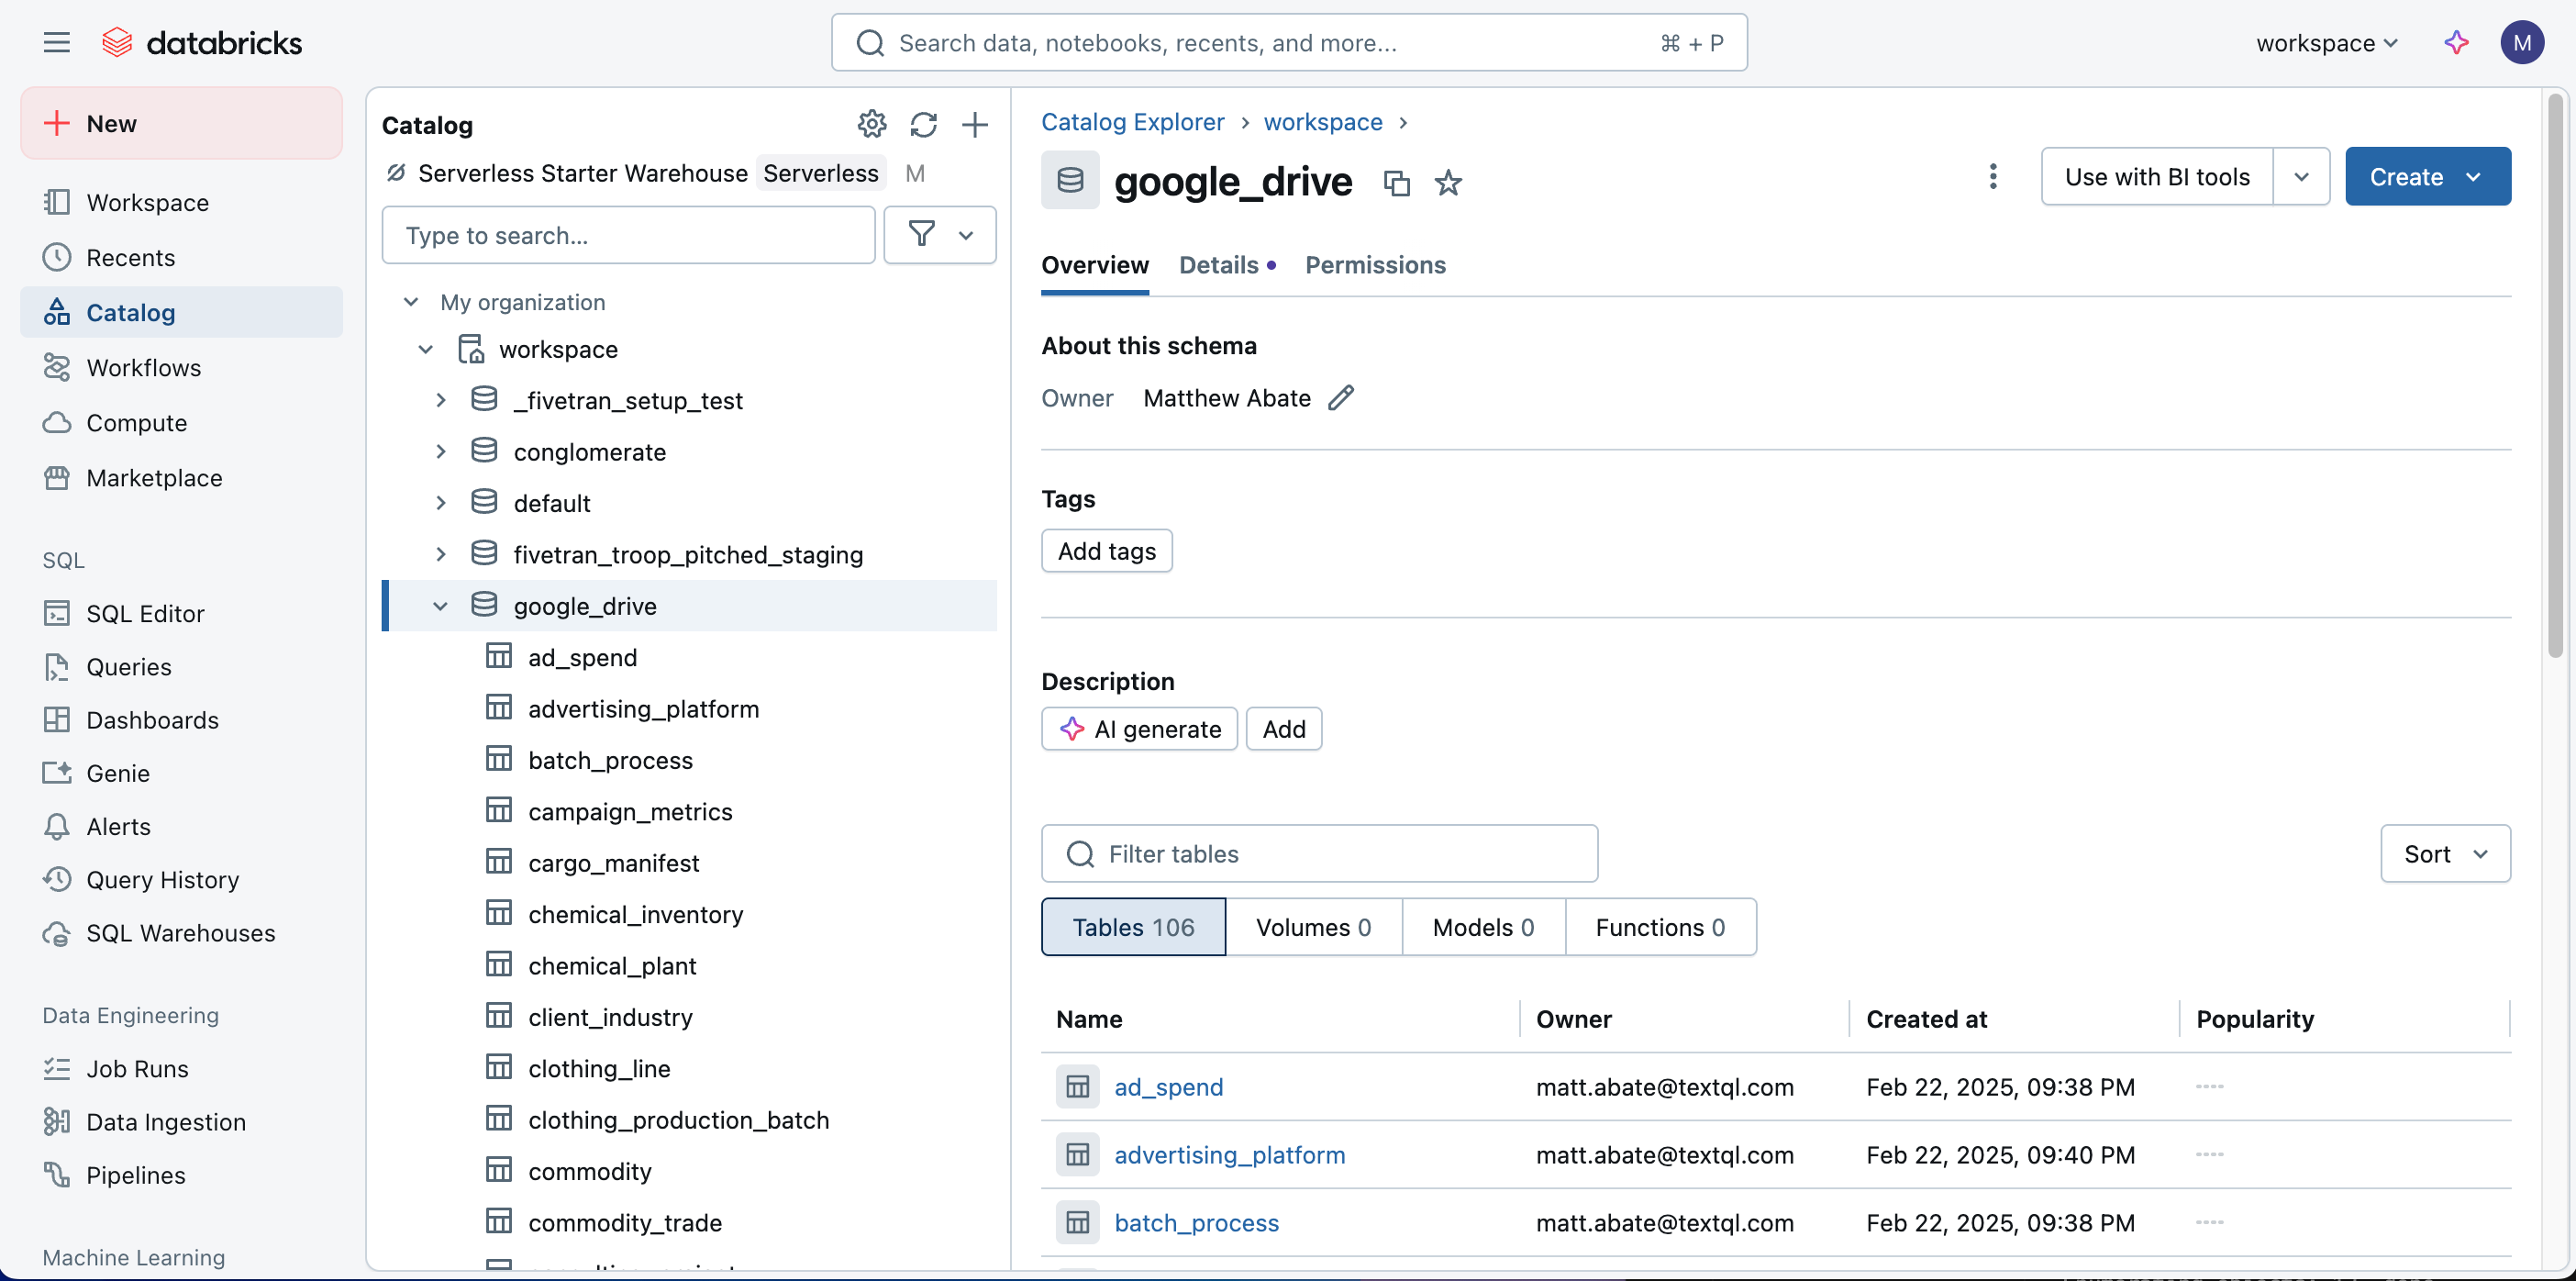 databricks
Search data, notebooks, recents, and more...
⌘ + P
workspace
M
New
Workspace
Recents
Catalog
Workflows
Compute
Marketplace
SQL
SQL Editor
Queries
Dashboards
Genie
Alerts
Query History
SQL Warehouses
Data Engineering
Job Runs
Data Ingestion
Pipelines
Machine Learning
Catalog
Serverless Starter Warehouse Serverless M
Type to search...
My organization
workspace
_fivetran_setup_test
conglomerate
default
fivetran_troop_pitched_staging
google_drive
ad_spend
advertising_platform
batch_process
campaign_metrics
cargo_manifest
chemical_inventory
chemical_plant
client_industry
clothing_line
clothing_production_batch
commodity
commodity_trade
Catalog Explorer › workspace ›
google_drive
Use with BI tools
Create
Overview
Details
Permissions
About this schema
Owner Matthew Abate
Tags
Add tags
Description
AI generate
Add
Filter tables
Sort
Tables 106
Volumes 0
Models 0
Functions 0
Name Owner Created at Popularity
ad_spend matt.abate@textql.com Feb 22, 2025, 09:38 PM ----
advertising_platform matt.abate@textql.com Feb 22, 2025, 09:40 PM ----
batch_process matt.abate@textql.com Feb 22, 2025, 09:38 PM ----